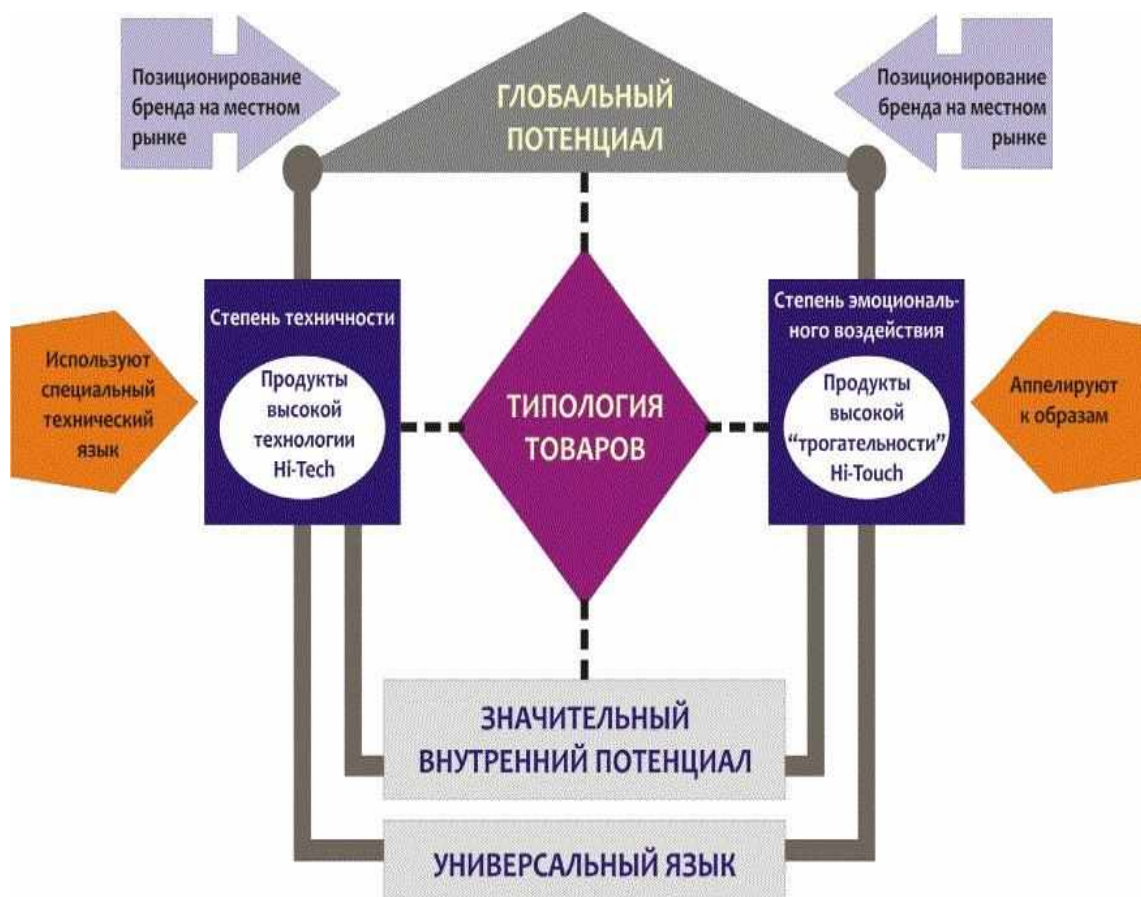 Позиционирование
бренда на местном
рынке
ГЛОБАЛЬНЫЙ
ПОТЕНЦИАЛ
Позиционирование
бренда на местном
рынке
Используют
специальный
технический
язык
Степень техничности
Продукты
высокой
технологии
Hi-Tech
ТИПОЛОГИЯ
ТОВАРОВ
Степень эмоциональ-
ного воздействия
Продукты
высокой
“трогательности”
Hi-Touch
Аппелируют
к образам
ЗНАЧИТЕЛЬНЫЙ
ВНУТРЕННИЙ ПОТЕНЦИАЛ
УНИВЕРСАЛЬНЫЙ ЯЗЫК